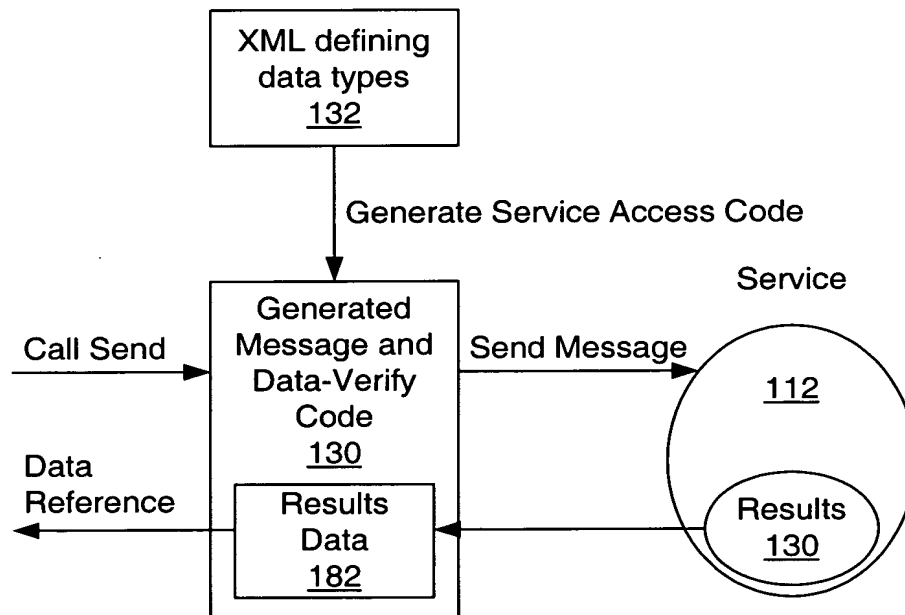 XML defining
data types
132
Generate Service Access Code
Service
Call Send
Generated
Message and
Data-Verify
Code
130
Send Message
112
Data
Reference
Results
Data
182
Results
130